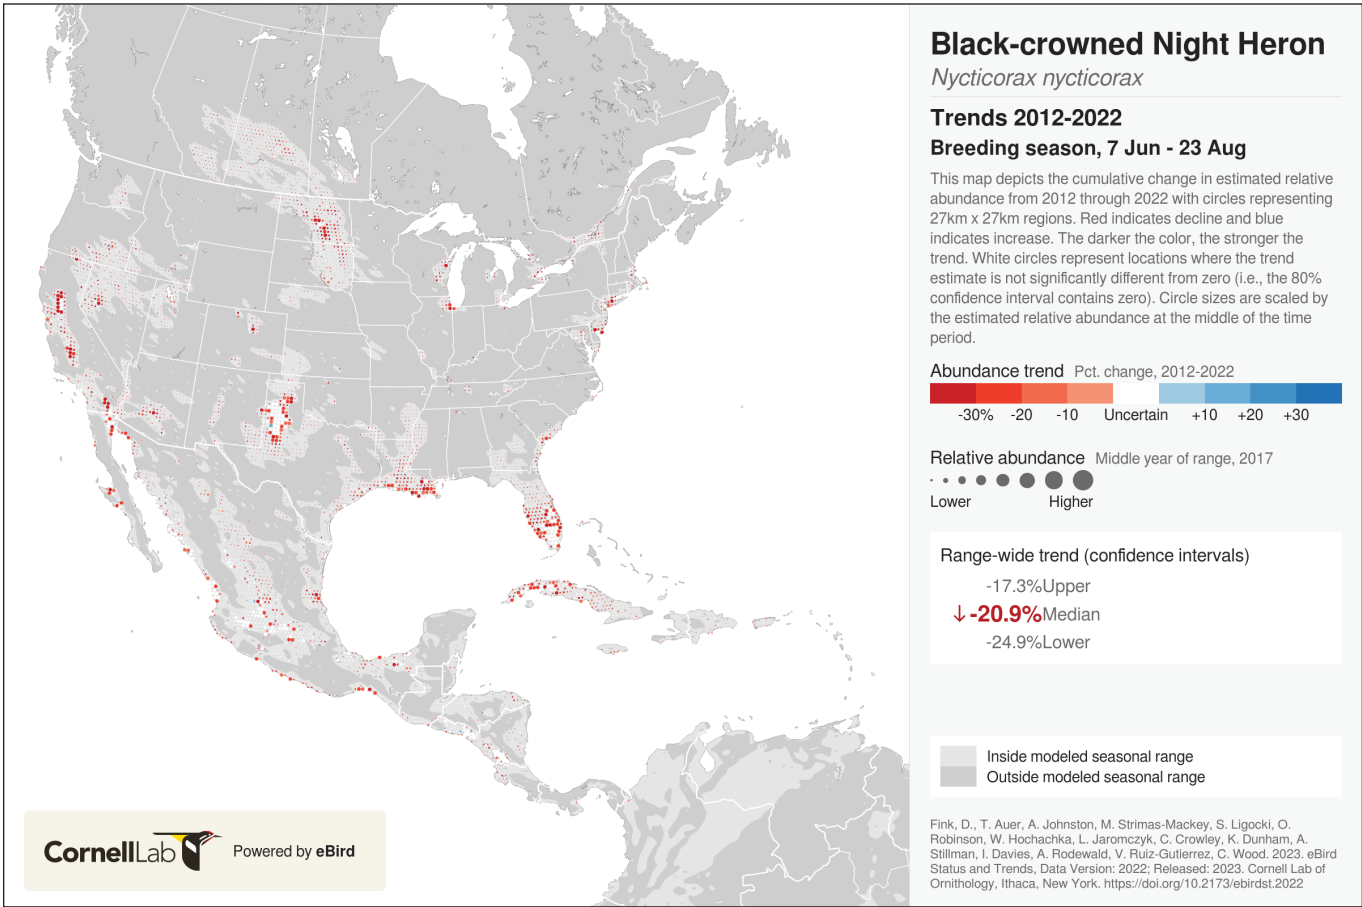 Black-crowned Night Heron
Nycticorax nycticorax
Trends 2012-2022
Breeding season, 7 Jun - 23 Aug
This map depicts the cumulative change in estimated relative
abundance from 2012 through 2022 with circles representing
27km x 27km regions. Red indicates decline and blue
indicates increase. The darker the color, the stronger the
trend. White circles represent locations where the trend
estimate is not significantly different from zero (i.e., the 80%
confidence interval contains zero). Circle sizes are scaled by
the estimated relative abundance at the middle of the time
period.
Abundance trend Pct. change, 2012-2022
-30% -20 -10 Uncertain +10 +20 +30
Relative abundance Middle year of range, 2017
Lower Higher
Range-wide trend (confidence intervals)
-17.3%Upper
↓-20.9%Median
-24.9%Lower
Inside modeled seasonal range
Outside modeled seasonal range
Fink, D., T. Auer, A. Johnston, M. Strimas-Mackey, S. Ligocki, O.
Robinson, W. Hochachka, L. Jaromczyk, C. Crowley, K. Dunham, A.
Stillman, I. Davies, A. Rodewald, V. Ruiz-Gutierrez, C. Wood. 2023. eBird
Status and Trends, Data Version: 2022; Released: 2023. Cornell Lab of
Ornithology, Ithaca, New York. https://doi.org/10.2173/ebirdst.2022
CornellLab Powered by eBird